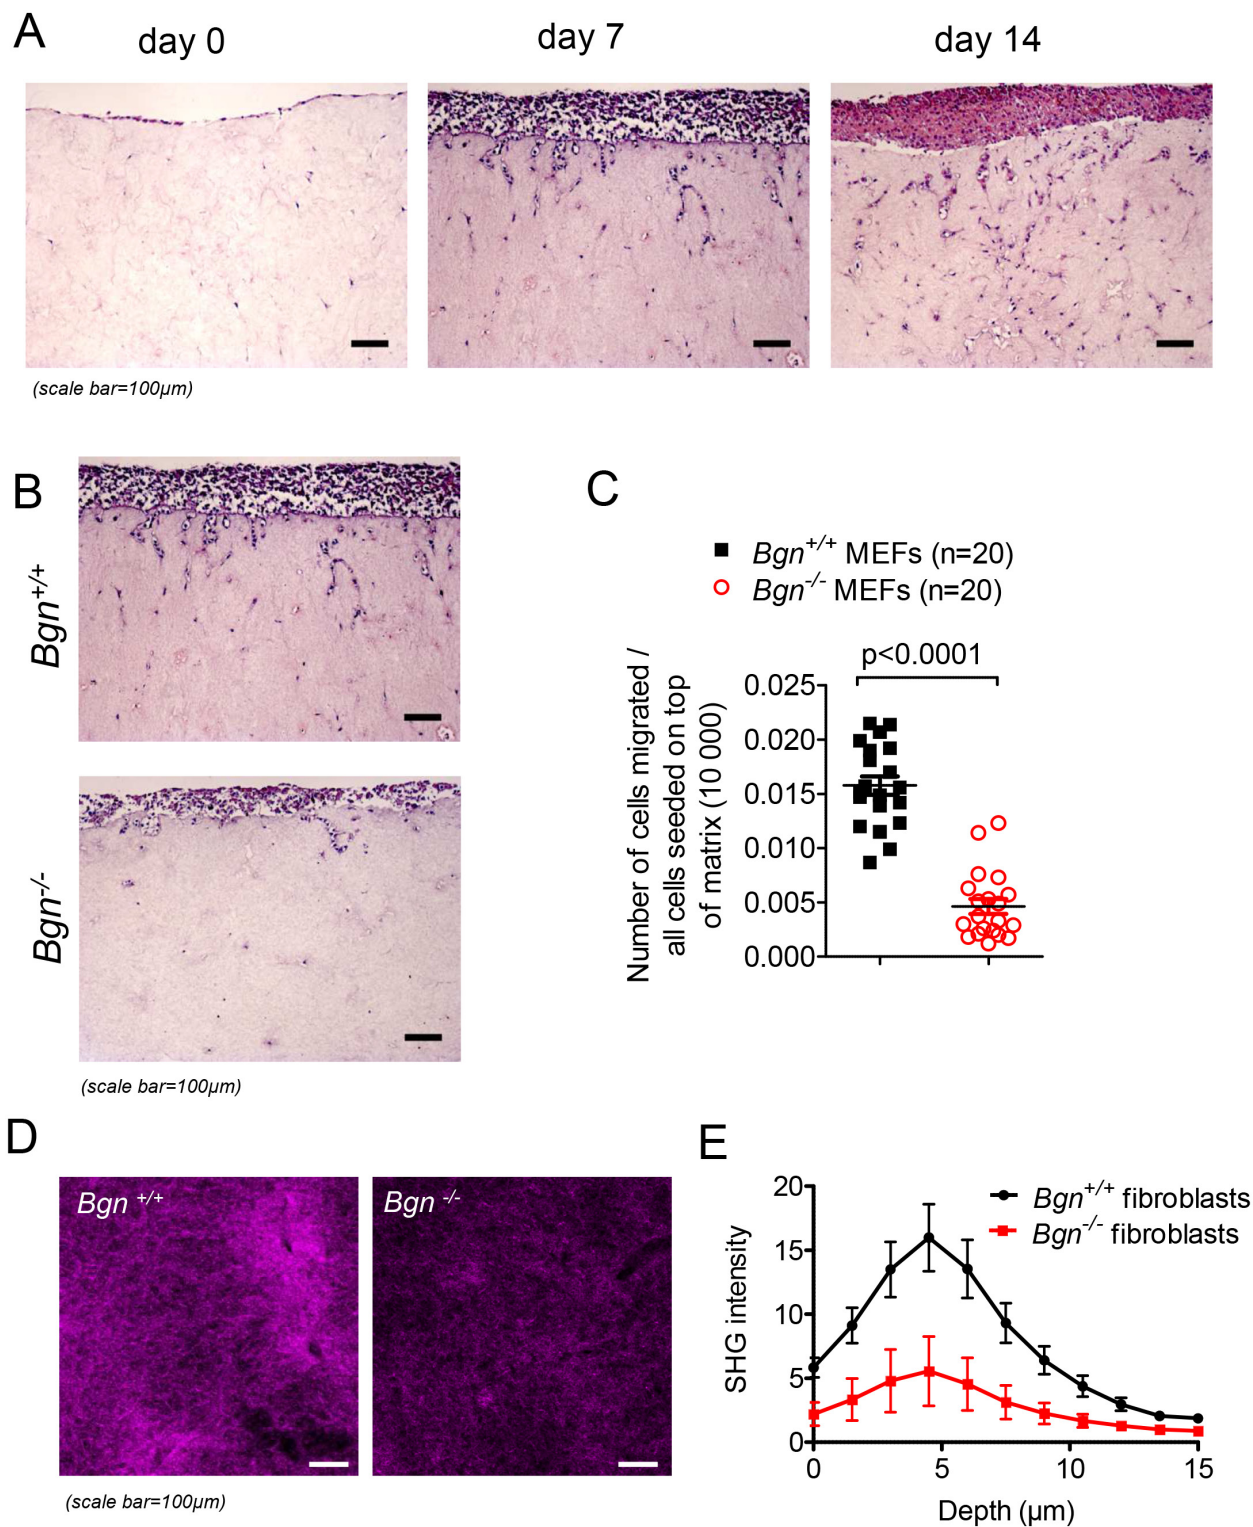 A
day 0
day 7
day 14
(scale bar=100µm)
B
Bgn+/+
Bgn-/-
(scale bar=100µm)
C
Bgn+/+ MEFs (n=20)
Bgn-/- MEFs (n=20)
p<0.0001
Number of cells migrated /
all cells seeded on top
of matrix (10 000)
0.025
0.020
0.015
0.010
0.005
0.000
D
Bgn +/+
Bgn -/-
(scale bar=100µm)
E
Bgn+/+ fibroblasts
Bgn-/- fibroblasts
SHG intensity
20
15
10
5
0
0 5 10 15
Depth (µm)